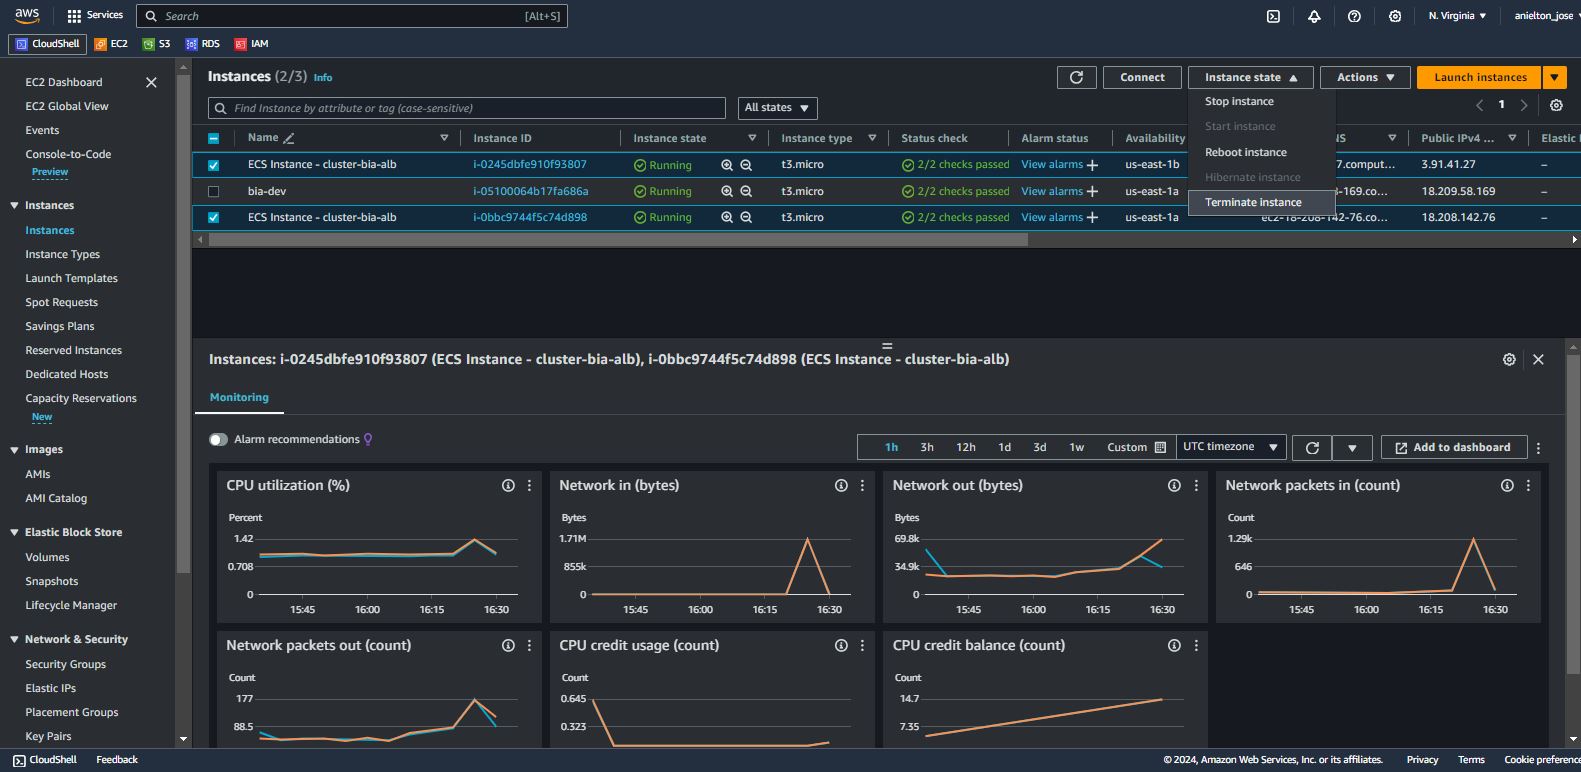 aws Services Search [Alt+S] N. Virginia anielton_jose
CloudShell EC2 S3 RDS IAM
EC2 Dashboard
EC2 Global View
Events
Console-to-Code
Preview
Instances
Instances
Instance Types
Launch Templates
Spot Requests
Savings Plans
Reserved Instances
Dedicated Hosts
Capacity Reservations
New
Images
AMIs
AMI Catalog
Elastic Block Store
Volumes
Snapshots
Lifecycle Manager
Network & Security
Security Groups
Elastic IPs
Placement Groups
Key Pairs
Instances (2/3) Info Connect Instance state Actions Launch instances
Find Instance by attribute or tag (case-sensitive) All states 1
Stop instance
Start instance
Reboot instance
Hibernate instance
Terminate instance
Name Instance ID Instance state Instance type Status check Alarm status Availability NS Public IPv4 ... Elastic
ECS Instance - cluster-bia-alb i-0245dbfe910f93807 Running t3.micro 2/2 checks passed View alarms + us-east-1b 7.comput... 3.91.41.27 –
bia-dev i-05100064b17fa686a Running t3.micro 2/2 checks passed View alarms + us-east-1a 3-169.co... 18.209.58.169 –
ECS Instance - cluster-bia-alb i-0bbc9744f5c74d898 Running t3.micro 2/2 checks passed View alarms + us-east-1a ec2-18-208-142-76.co... 18.208.142.76 –
Instances: i-0245dbfe910f93807 (ECS Instance - cluster-bia-alb), i-0bbc9744f5c74d898 (ECS Instance - cluster-bia-alb)
Monitoring
Alarm recommendations
1h 3h 12h 1d 3d 1w Custom UTC timezone Add to dashboard
CPU utilization (%)
Percent
1.42
0.708
0
15:45 16:00 16:15 16:30
Network in (bytes)
Bytes
1.71M
855k
0
15:45 16:00 16:15 16:30
Network out (bytes)
Bytes
69.8k
34.9k
0
15:45 16:00 16:15 16:30
Network packets in (count)
Count
1.29k
646
0
15:45 16:00 16:15 16:30
Network packets out (count)
Count
177
88.5
CPU credit usage (count)
Count
0.645
0.323
CPU credit balance (count)
Count
14.7
7.35
CloudShell Feedback © 2024, Amazon Web Services, Inc. or its affiliates. Privacy Terms Cookie preference